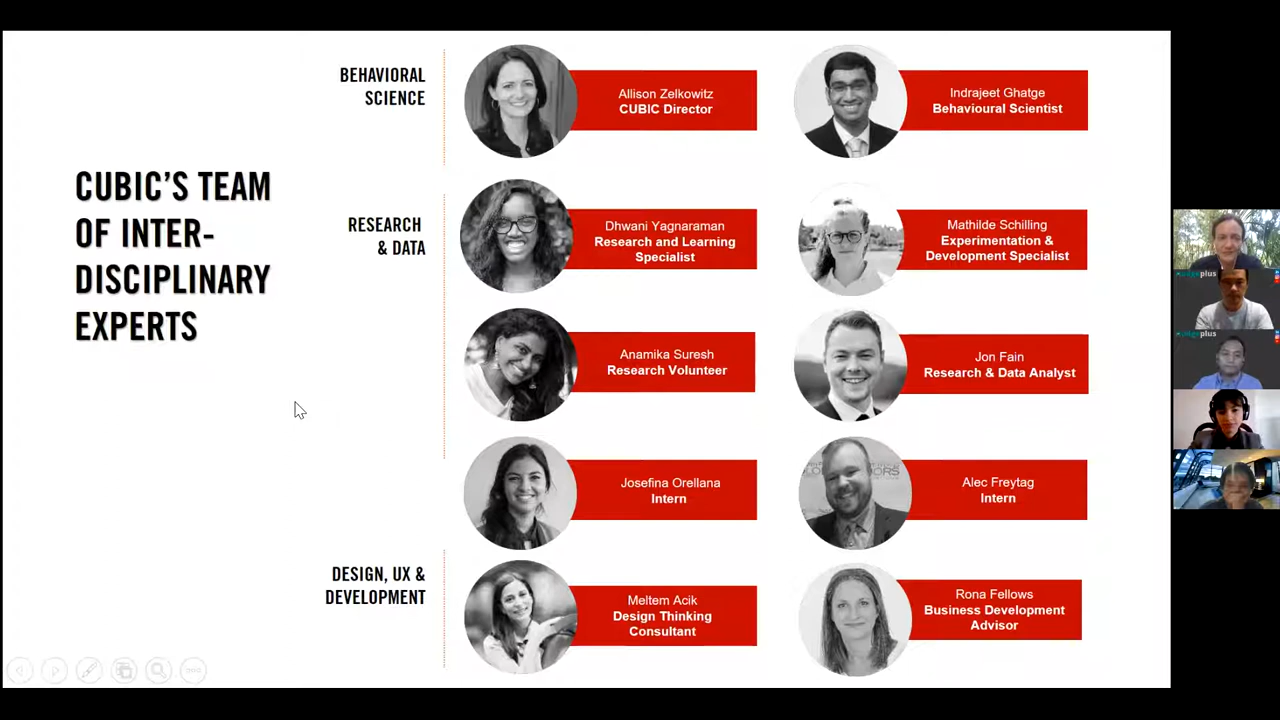 CUBIC'S TEAM
OF INTER-
DISCIPLINARY
EXPERTS
BEHAVIORAL
SCIENCE
Allison Zelkowitz
CUBIC Director
Indrajeet Ghatge
Behavioural Scientist
RESEARCH
& DATA
Dhwani Yagnaraman
Research and Learning
Specialist
Mathilde Schilling
Experimentation &
Development Specialist
Anamika Suresh
Research Volunteer
Jon Fain
Research & Data Analyst
Josefina Orellana
Intern
Alec Freytag
Intern
DESIGN, UX &
DEVELOPMENT
Meltem Acik
Design Thinking
Consultant
Rona Fellows
Business Development
Advisor
plus
plus